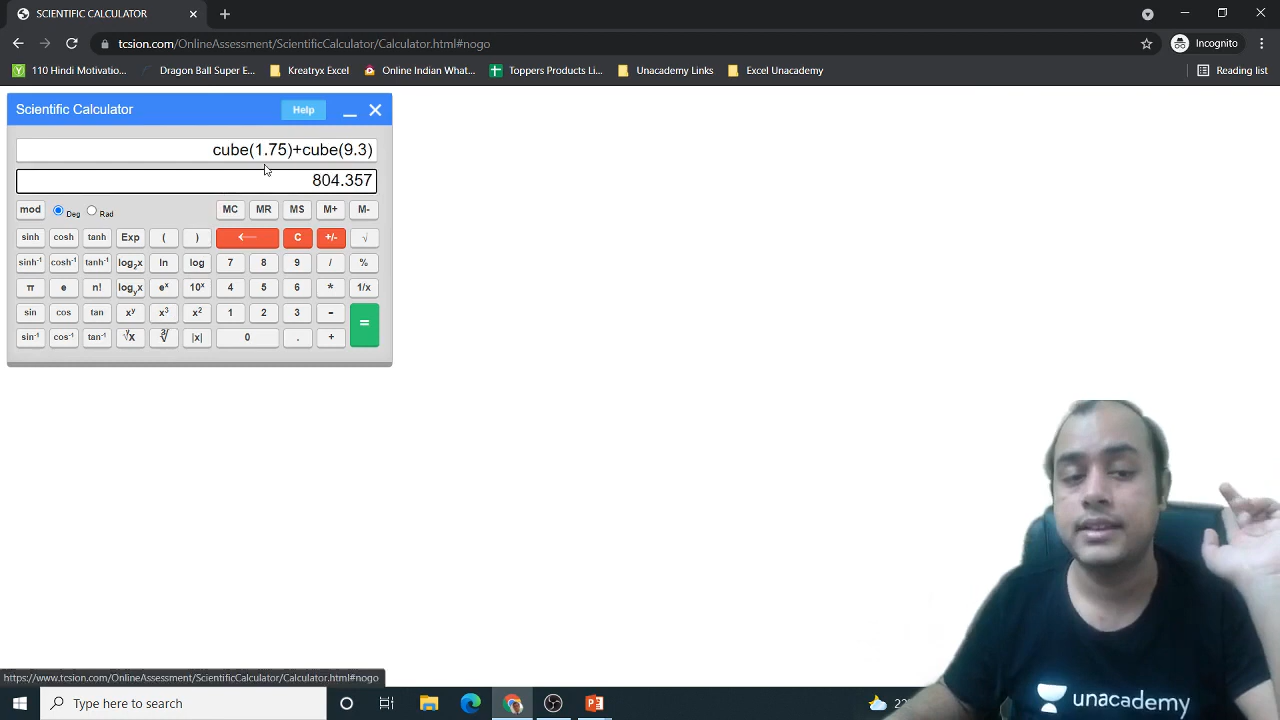 SCIENTIFIC CALCULATOR
tcsion.com/OnlineAssessment/ScientificCalculator/Calculator.html#nogo
Incognito
110 Hindi Motivatio...
Dragon Ball Super E...
Kreatryx Excel
Online Indian What...
Toppers Products Li...
Unacademy Links
Excel Unacademy
Reading list
Scientific Calculator
Help
cube(1.75)+cube(9.3)
804.357
mod Deg Rad MC MR MS M+ M-
sinh cosh tanh Exp ( ) ← C +/- √
sinh⁻¹ cosh⁻¹ tanh⁻¹ log₂x ln log 7 8 9 / %
π e n! logᵧx eˣ 10ˣ 4 5 6 * 1/x
sin cos tan xʸ x³ x² 1 2 3 - =
sin⁻¹ cos⁻¹ tan⁻¹ ʸ√x ³√ |x| 0 . +
unacademy
https://www.tcsion.com/OnlineAssessment/ScientificCalculator/Calculator.html#nogo
Type here to search